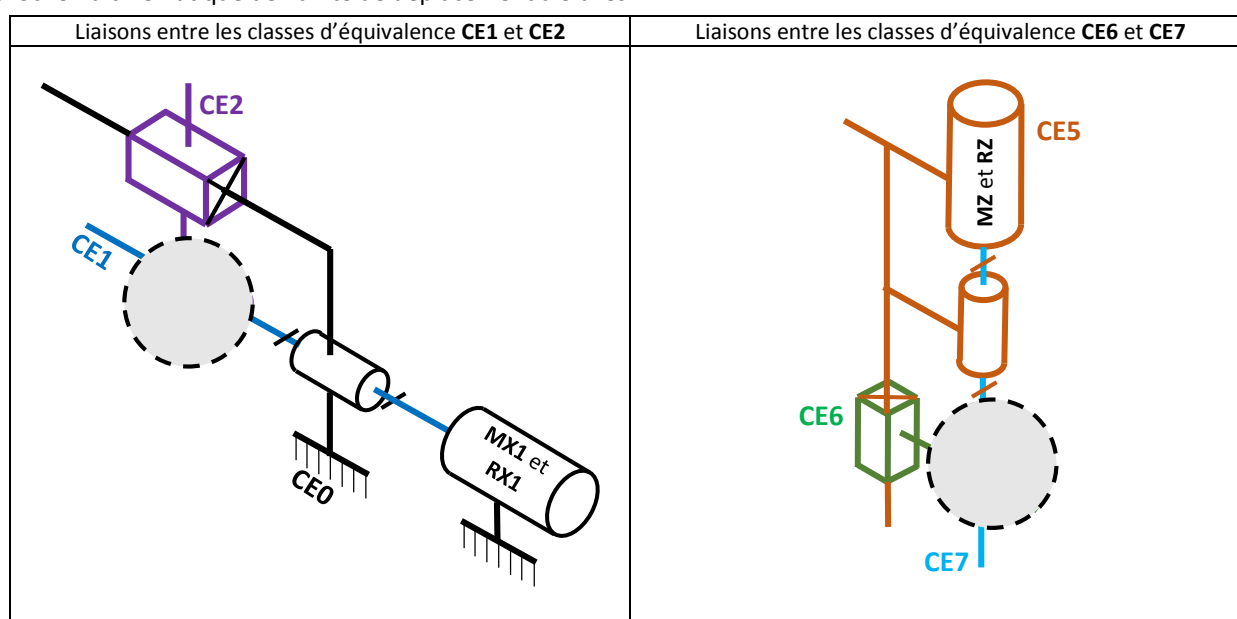 Liaisons entre les classes d'équivalence CE1 et CE2
Liaisons entre les classes d'équivalence CE6 et CE7
CE2
CE1
CE0
MX1 et
RX1
CE5
MZ et RZ
CE6
CE7